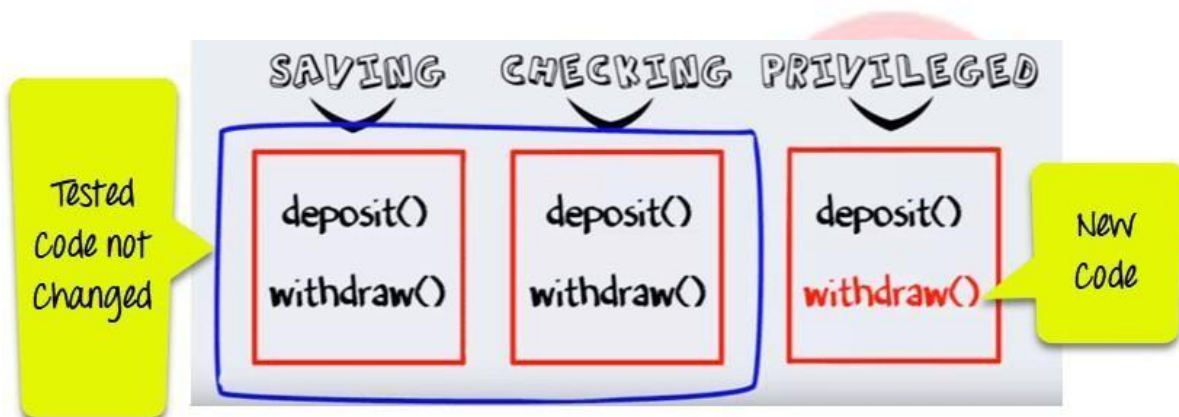 SAVING CHECKING PRIVILEGED
Tested
Code not
Changed
deposit() deposit() deposit()
withdraw() withdraw() withdraw()
New
Code